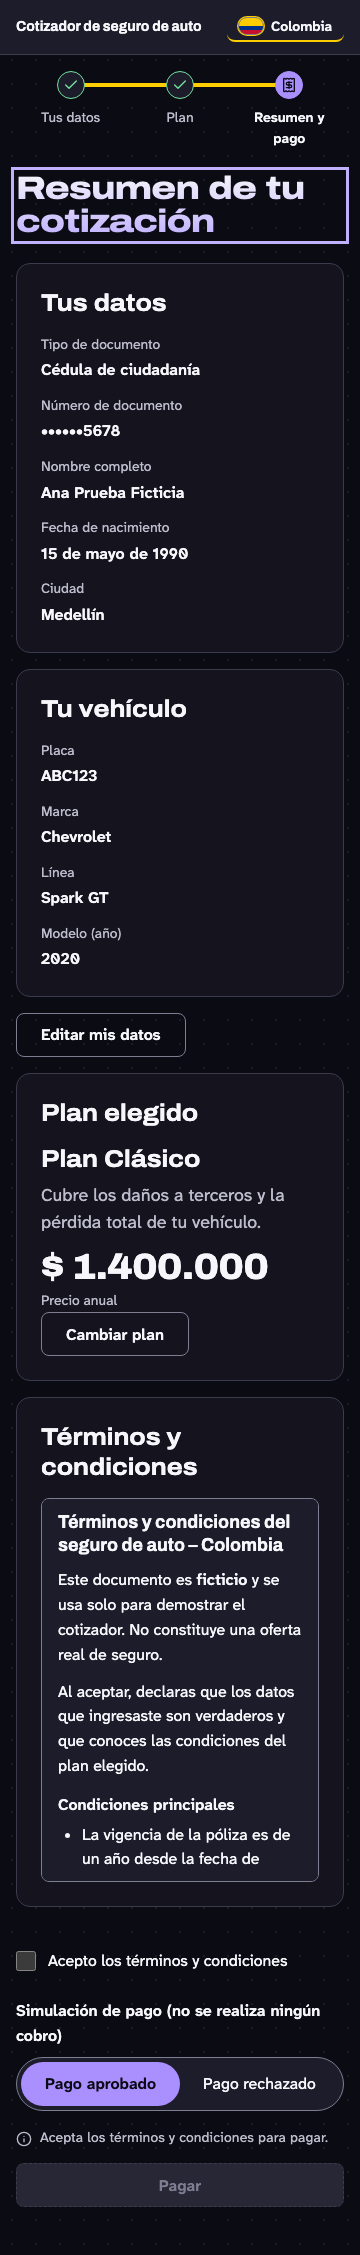 Cotizador de seguro de auto
Colombia
Tus datos
Plan
Resumen y
pago
Resumen de tu
cotización
Tus datos
Tipo de documento
Cédula de ciudadanía
Número de documento
••••••5678
Nombre completo
Ana Prueba Ficticia
Fecha de nacimiento
15 de mayo de 1990
Ciudad
Medellín
Tu vehículo
Placa
ABC123
Marca
Chevrolet
Línea
Spark GT
Modelo (año)
2020
Editar mis datos
Plan elegido
Plan Clásico
Cubre los daños a terceros y la
pérdida total de tu vehículo.
$ 1.400.000
Precio anual
Cambiar plan
Términos y
condiciones
Términos y condiciones del
seguro de auto – Colombia
Este documento es ficticio y se
usa solo para demostrar el
cotizador. No constituye una oferta
real de seguro.
Al aceptar, declaras que los datos
que ingresaste son verdaderos y
que conoces las condiciones del
plan elegido.
Condiciones principales
• La vigencia de la póliza es de
un año desde la fecha de
Acepto los términos y condiciones
Simulación de pago (no se realiza ningún
cobro)
Pago aprobado
Pago rechazado
Acepta los términos y condiciones para pagar.
Pagar